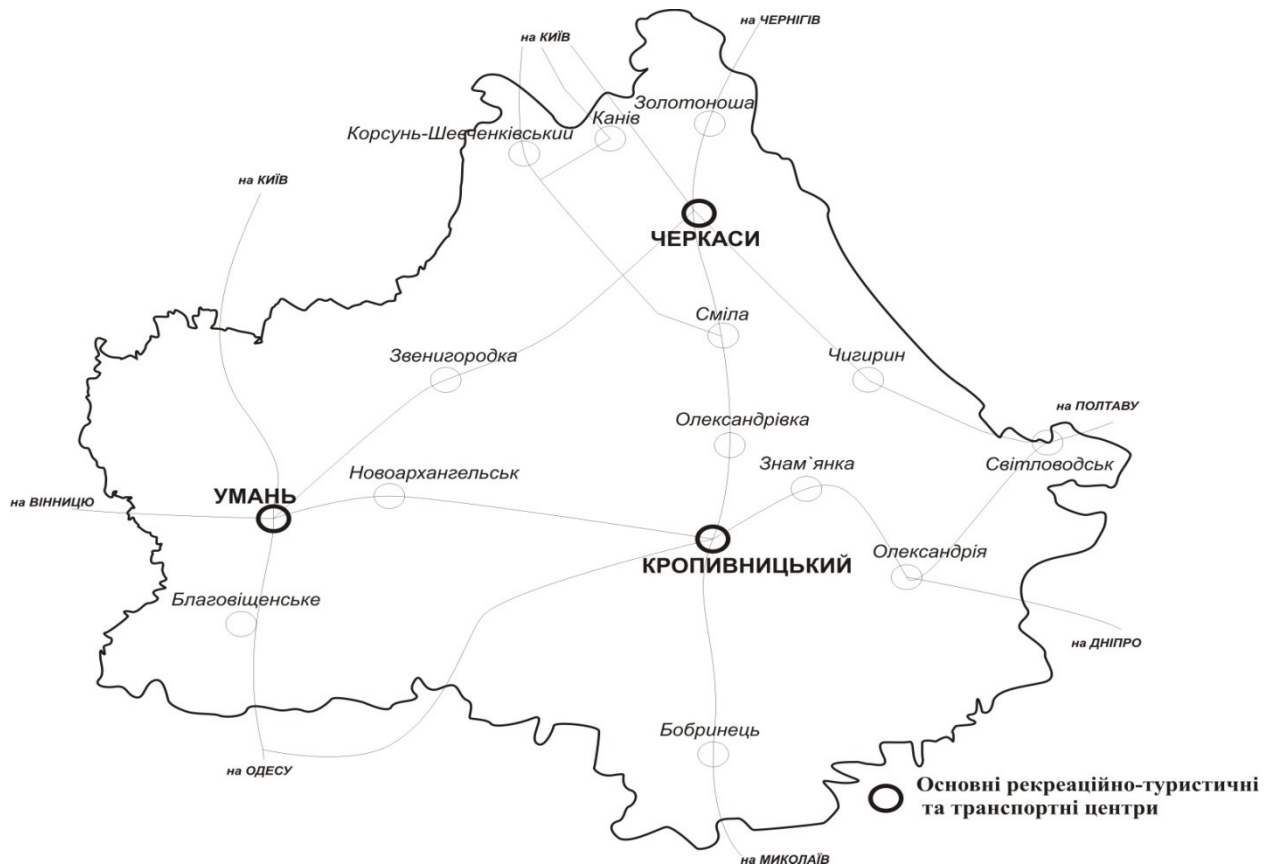 на ЧЕРНІГІВ
на КИЇВ
Золотоноша
Канів
Корсунь-Шевченківський
на КИЇВ
ЧЕРКАСИ
Сміла
Звенигородка
Чигирин
на ПОЛТАВУ
Олександрівка
Знам`янка
Світловодськ
Новоархангельськ
УМАНЬ
на ВІННИЦЮ
КРОПИВНИЦЬКИЙ
Олександрія
Благовіщенське
на ДНІПРО
Бобринець
на ОДЕСУ
Основні рекреаційно-туристичні
та транспортні центри
на МИКОЛАЇВ